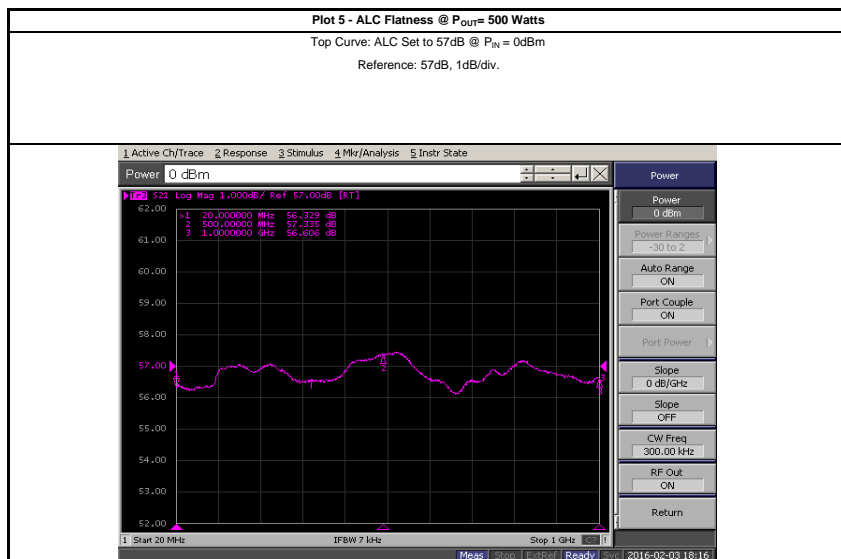 Plot 5 - ALC Flatness @ POUT= 500 Watts
Top Curve: ALC Set to 57dB @ PIN = 0dBm
Reference: 57dB, 1dB/div.
1 Active Ch/Trace 2 Response 3 Stimulus 4 Mkr/Analysis 5 Instr State
Power 0 dBm
Power
Tr3 S21 Log Mag 1.000dB/ Ref 57.00dB [RT]
>1 20.000000 MHz 56.329 dB
2 500.00000 MHz 57.335 dB
3 1.0000000 GHz 56.606 dB
62.00
61.00
60.00
59.00
58.00
57.00
56.00
55.00
54.00
53.00
52.00
2
3
Power
0 dBm
Power Ranges
-30 to 2
Auto Range
ON
Port Couple
ON
Port Power
Slope
0 dB/GHz
Slope
OFF
CW Freq
300.00 kHz
RF Out
ON
Return
1 Start 20 MHz IFBW 7 kHz Stop 1 GHz C? !
Meas Stop ExtRef Ready Svc 2016-02-03 18:16